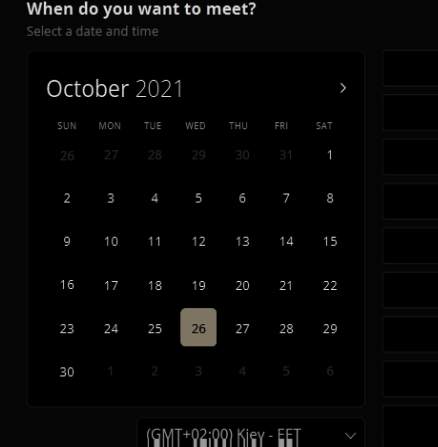 When do you want to meet?
Select a date and time
October 2021
SUN MON TUE WED THU FRI SAT
26 27 28 29 30 31 1
2 3 4 5 6 7 8
9 10 11 12 13 14 15
16 17 18 19 20 21 22
23 24 25 26 27 28 29
30 1 2 3 4 5 6
(GMT+02:00) Kiev - EET